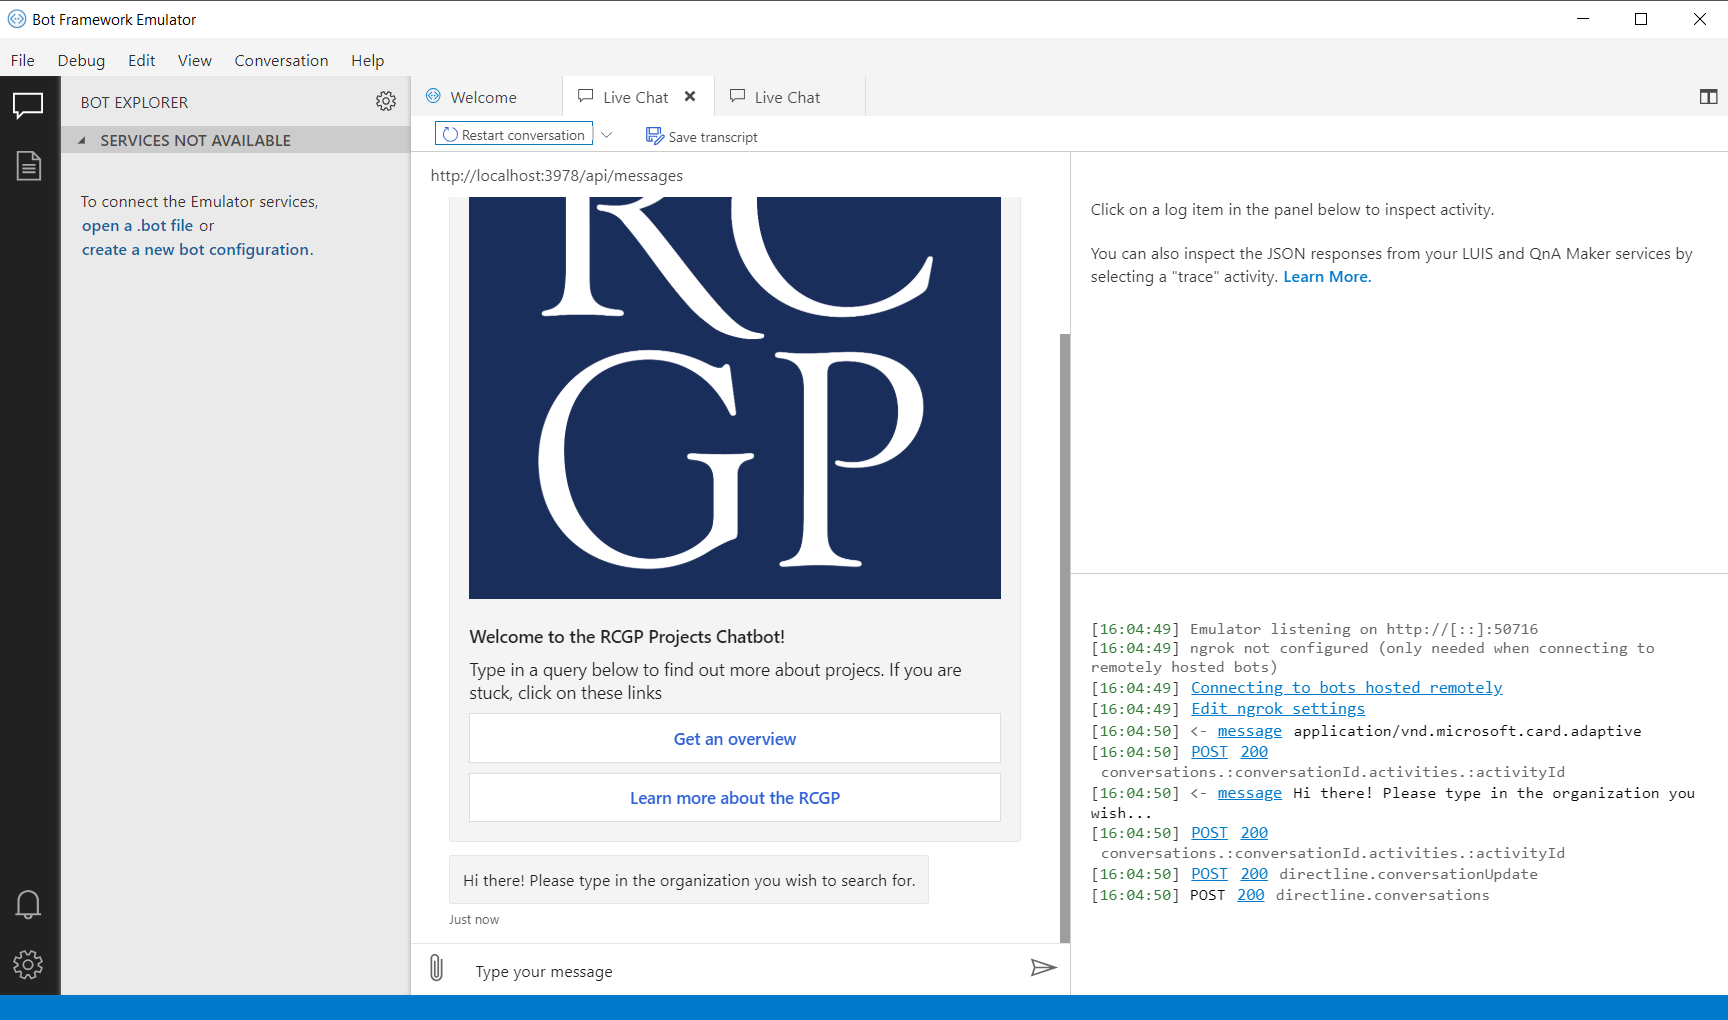 Bot Framework Emulator
File Debug Edit View Conversation Help
BOT EXPLORER
SERVICES NOT AVAILABLE
To connect the Emulator services,
open a .bot file or
create a new bot configuration.
Welcome
Live Chat
Live Chat
Restart conversation
Save transcript
http://localhost:3978/api/messages
RC
GP
Welcome to the RCGP Projects Chatbot!
Type in a query below to find out more about projecs. If you are
stuck, click on these links
Get an overview
Learn more about the RCGP
Hi there! Please type in the organization you wish to search for.
Just now
Type your message
Click on a log item in the panel below to inspect activity.
You can also inspect the JSON responses from your LUIS and QnA Maker services by
selecting a "trace" activity. Learn More.
[16:04:49] Emulator listening on http://[::]:50716
[16:04:49] ngrok not configured (only needed when connecting to
remotely hosted bots)
[16:04:49] Connecting to bots hosted remotely
[16:04:49] Edit ngrok settings
[16:04:50] <- message application/vnd.microsoft.card.adaptive
[16:04:50] POST 200
conversations.:conversationId.activities.:activityId
[16:04:50] <- message Hi there! Please type in the organization you
wish...
[16:04:50] POST 200
conversations.:conversationId.activities.:activityId
[16:04:50] POST 200 directline.conversationUpdate
[16:04:50] POST 200 directline.conversations